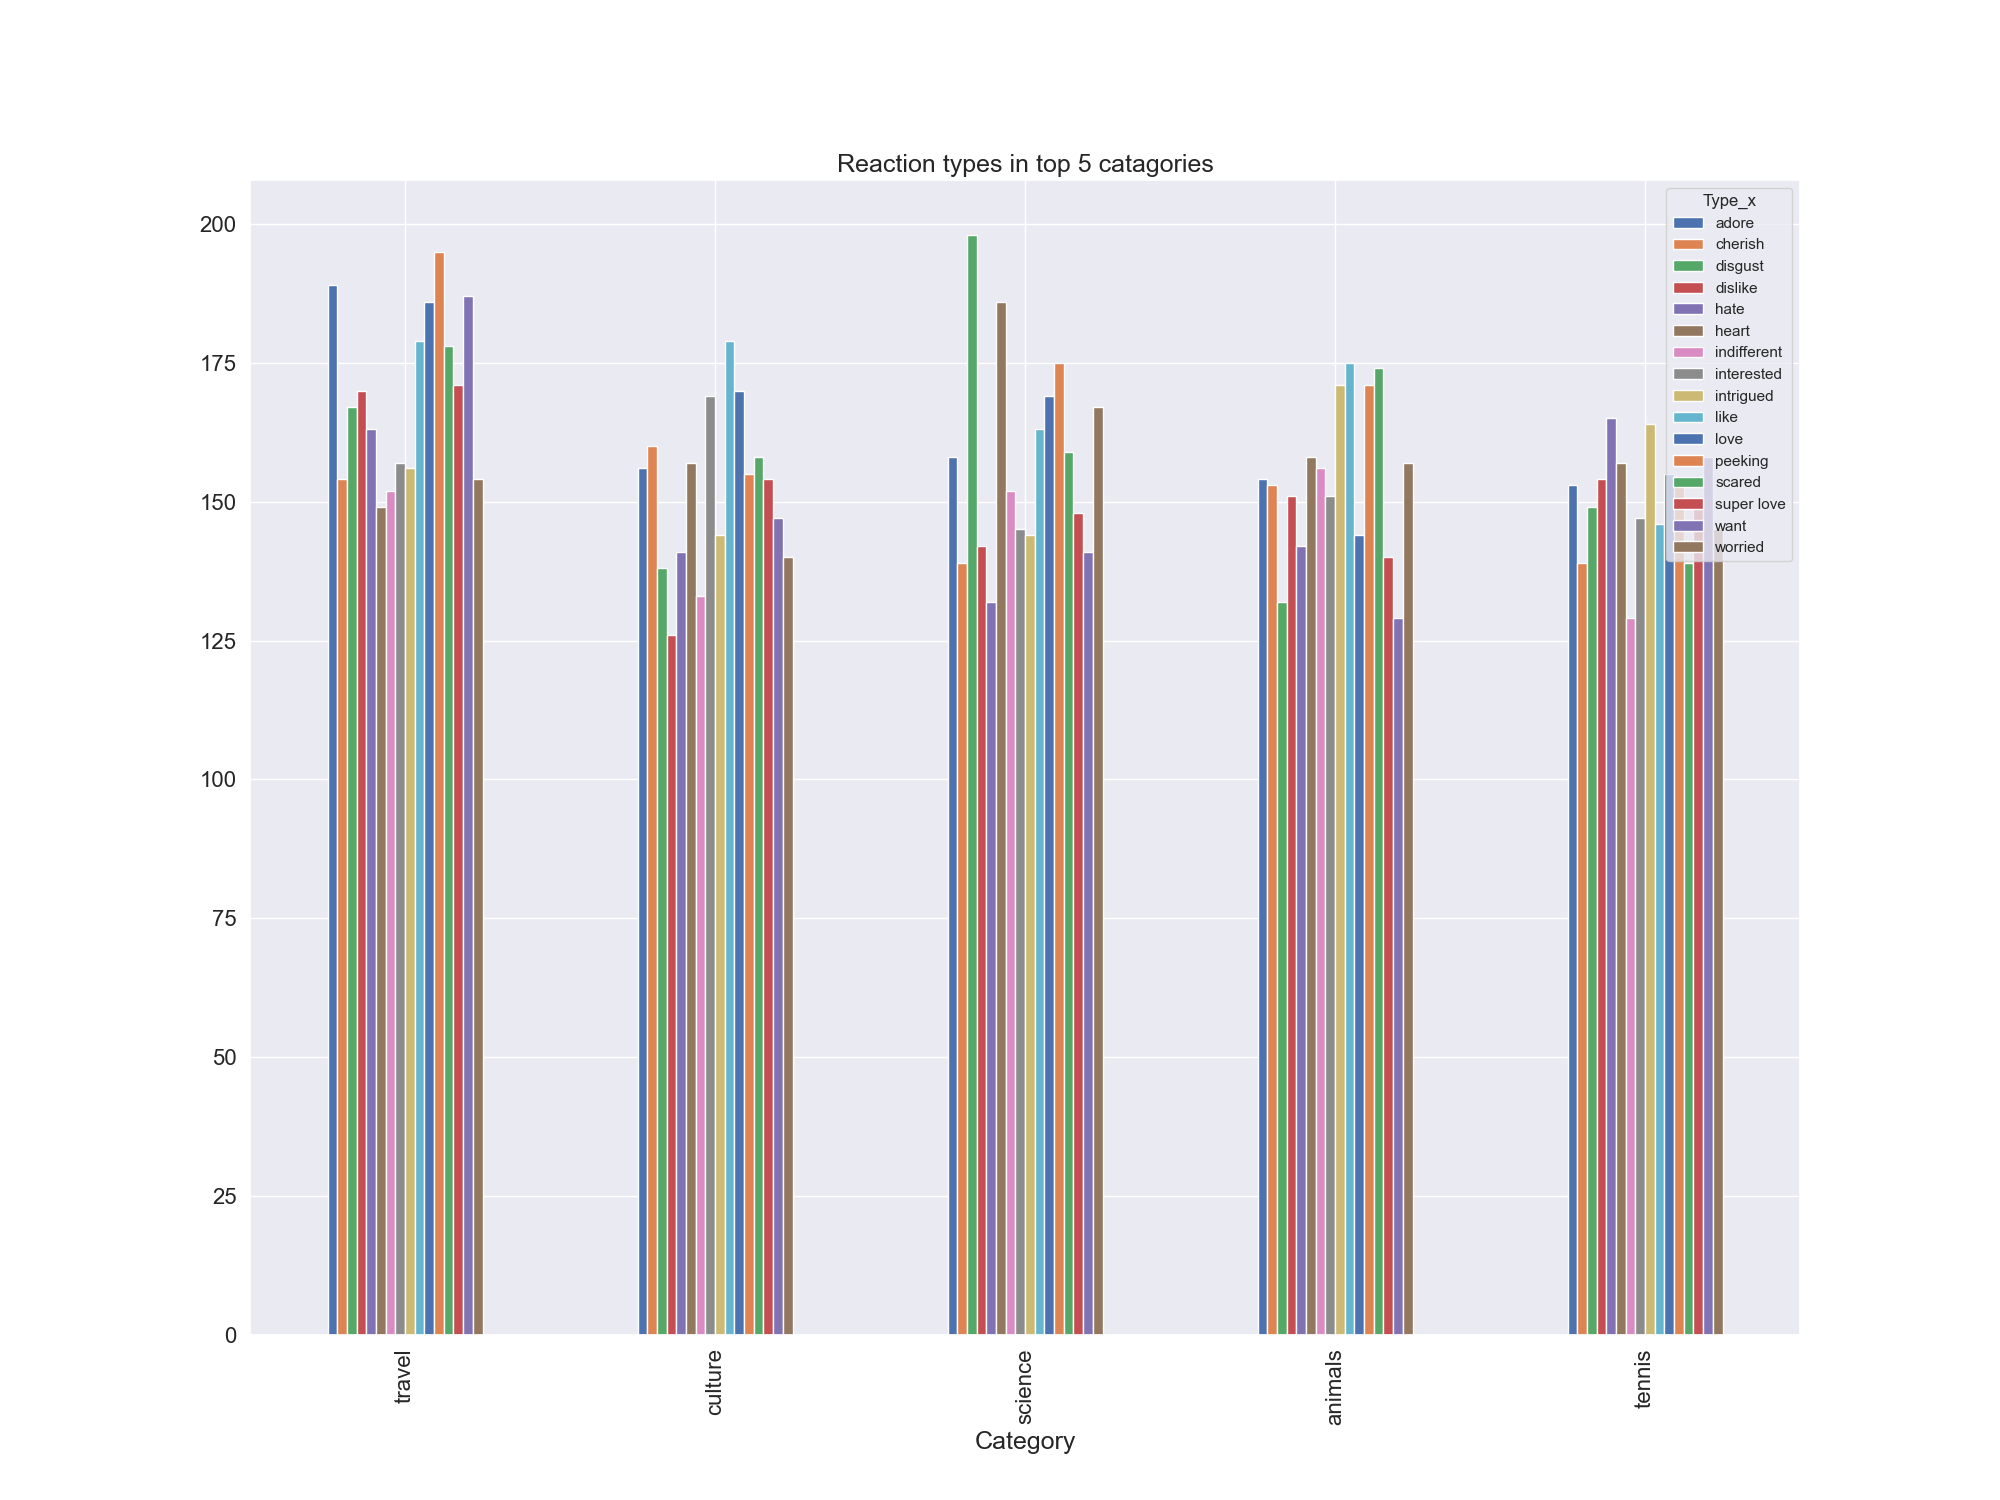 Reaction types in top 5 catagories
200
175
150
125
100
75
50
25
0
Type_x
adore
cherish
disgust
dislike
hate
heart
indifferent
interested
intrigued
like
love
peeking
scared
super love
want
worried
travel
culture
science
animals
tennis
Category